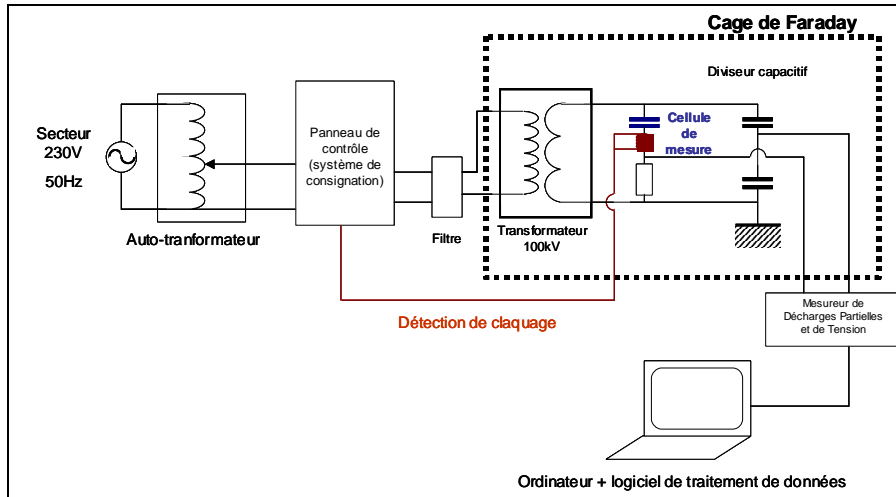 Cage de Faraday
Diviseur capacitif
Secteur
230V
50Hz
Panneau de
contrôle
(système de
consignation)
Cellule
de
mesure
Auto-tranformateur
Filtre
Transformateur
100kV
Détection de claquage
Mesureur de
Décharges Partielles
et de Tension
Ordinateur + logiciel de traitement de données